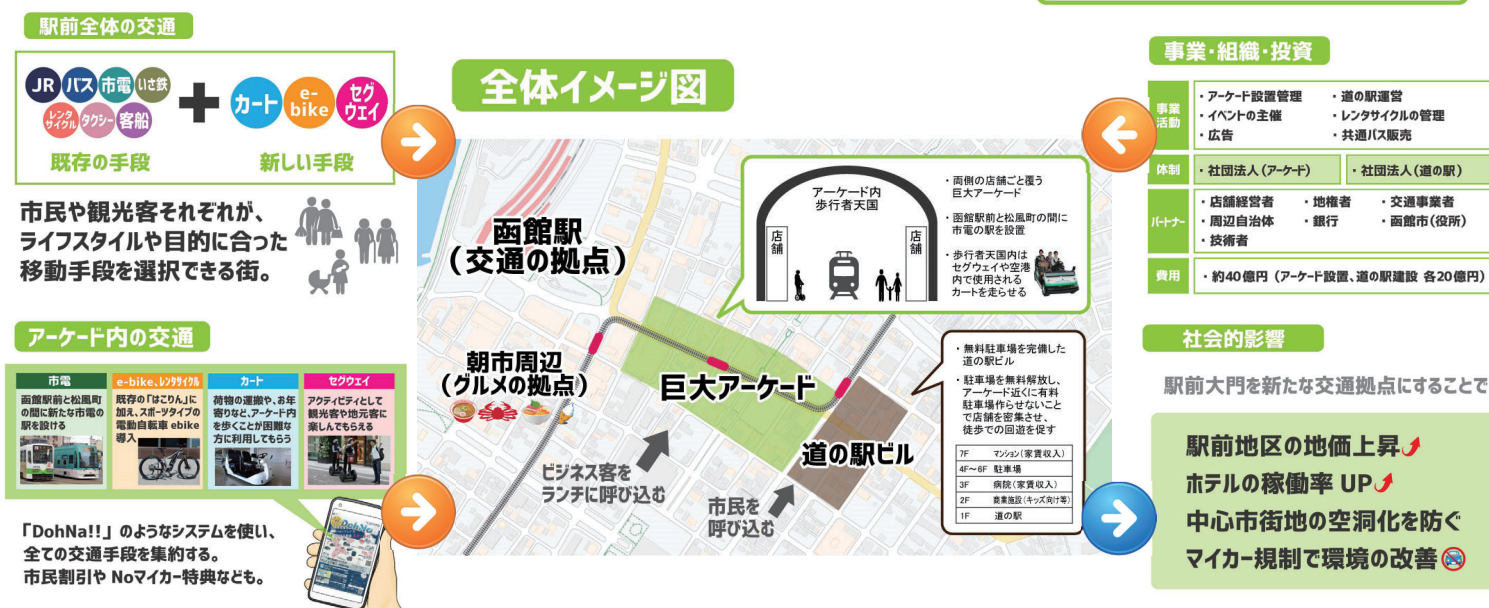 駅前全体の交通
JR バス 市電 いさ鉄
レンタサイクル タクシー 客船
既存の手段
カート e-bike セグウェイ
新しい手段
市民や観光客それぞれが、
ライフスタイルや目的に合った
移動手段を選択できる街。
アーケード内の交通
市電
函館駅前と松風町
の間に新たな市電の
駅を設ける
e-bike、レンタサイクル
既存の「はこりん」に
加え、スポーツタイプの
電動自転車 ebike
導入
カート
荷物の運搬や、お年
寄りなど、アーケード内
を歩くことが困難な
方に利用してもらう
セグウェイ
アクティビティとして
観光客や地元客に
楽しんでもらえる
「DohNa!!」のようなシステムを使い、
全ての交通手段を集約する。
市民割引や Noマイカー特典なども。
DohNa!!
全体イメージ図
函館駅
(交通の拠点)
朝市周辺
(グルメの拠点)
巨大アーケード
道の駅ビル
ビジネス客を
ランチに呼び込む
市民を
呼び込む
アーケード内
歩行者天国
店舗
店舗
・両側の店舗ごと覆う
巨大アーケード
・函館駅前と松風町の間に
市電の駅を設置
・歩行者天国内は
セグウェイや空港
内で使用される
カートを走らせる
・無料駐車場を完備した
道の駅ビル
・駐車場を無料解放し、
アーケード近くに有料
駐車場作らせないこと
で店舗を密集させ、
徒歩での回遊を促す
7F マンション(家賃収入)
4F〜6F 駐車場
3F 病院(家賃収入)
2F 商業施設(キッズ向け等)
1F 道の駅
事業・組織・投資
事業
活動
・アーケード設置管理 ・道の駅運営
・イベントの主催 ・レンタサイクルの管理
・広告 ・共通パス販売
体制
・社団法人(アーケード) ・社団法人(道の駅)
パートナー
・店舗経営者 ・地権者 ・交通事業者
・周辺自治体 ・銀行 ・函館市(役所)
・技術者
費用
・約40億円 (アーケード設置、道の駅建設 各20億円)
社会的影響
駅前大門を新たな交通拠点にすることで
駅前地区の地価上昇
ホテルの稼働率 UP
中心市街地の空洞化を防ぐ
マイカー規制で環境の改善